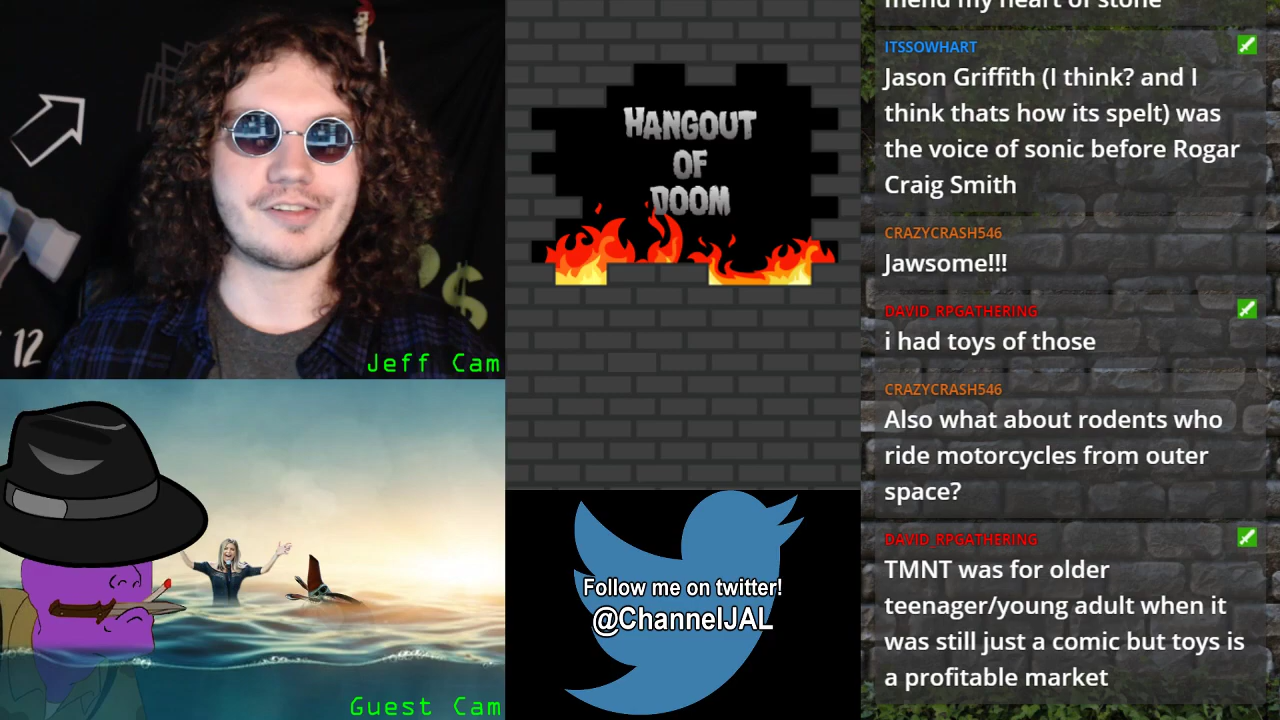 12
'S
Jeff Cam
Guest Cam
HANGOUT
OF
DOOM
Follow me on twitter!
@ChannelJAL
mend my heart of stone
ITSSOWHART
Jason Griffith (I think? and I
think thats how its spelt) was
the voice of sonic before Rogar
Craig Smith
CRAZYCRASH546
Jawsome!!!
DAVID_RPGATHERING
i had toys of those
CRAZYCRASH546
Also what about rodents who
ride motorcycles from outer
space?
DAVID_RPGATHERING
TMNT was for older
teenager/young adult when it
was still just a comic but toys is
a profitable market